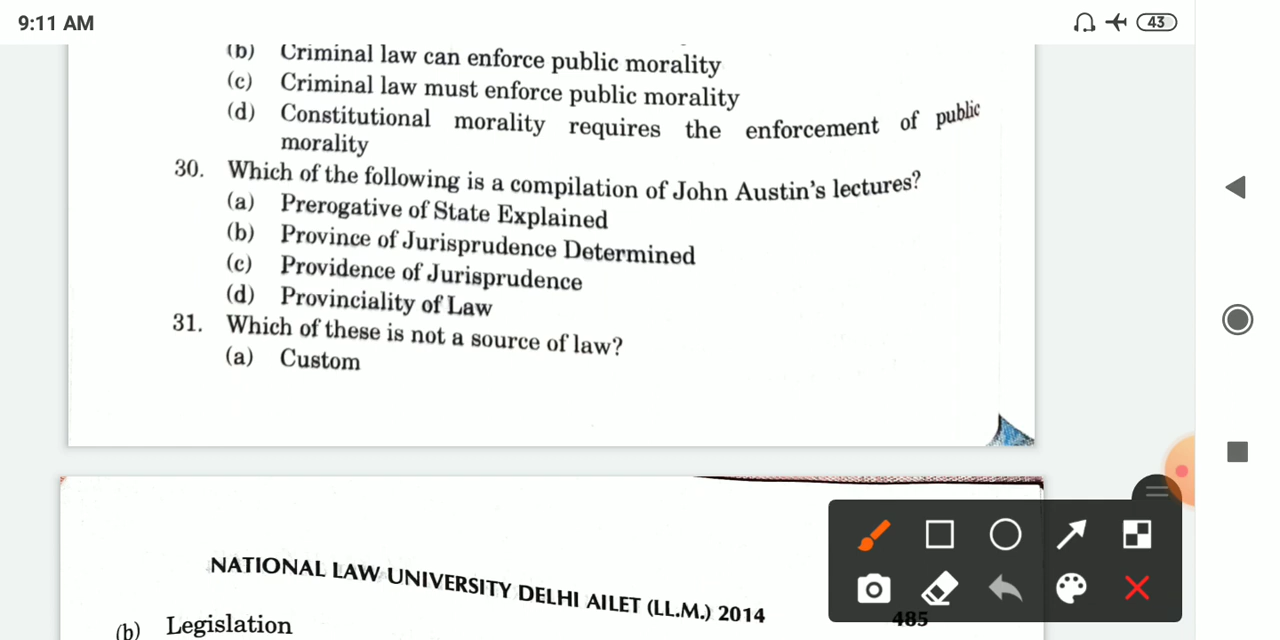 9:11 AM
43
(b) Criminal law can enforce public morality
(c) Criminal law must enforce public morality
(d) Constitutional morality requires the enforcement of public
morality
30. Which of the following is a compilation of John Austin's lectures?
(a) Prerogative of State Explained
(b) Province of Jurisprudence Determined
(c) Providence of Jurisprudence
(d) Provinciality of Law
31. Which of these is not a source of law?
(a) Custom
NATIONAL LAW UNIVERSITY DELHI AILET (LL.M.) 2014
485
(b) Legislation